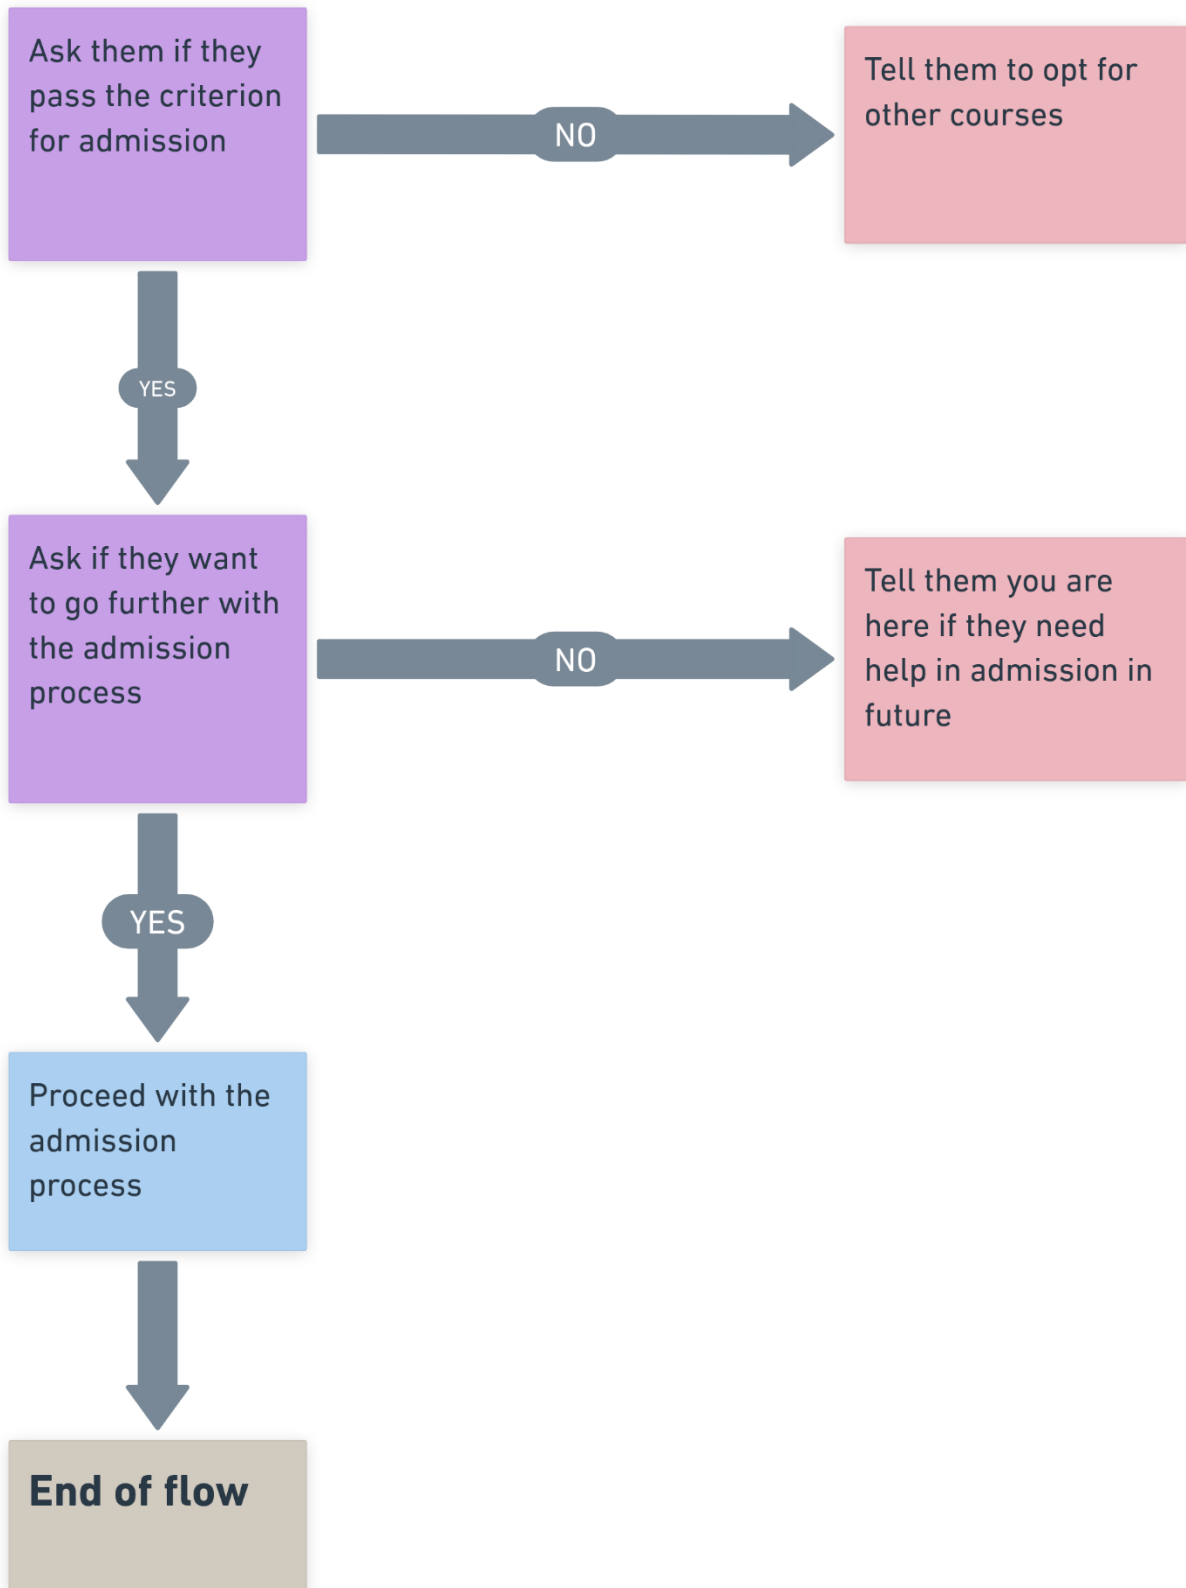 Ask them if they
pass the criterion
for admission
NO
Tell them to opt for
other courses
YES
Ask if they want
to go further with
the admission
process
NO
Tell them you are
here if they need
help in admission in
future
YES
Proceed with the
admission
process
End of flow